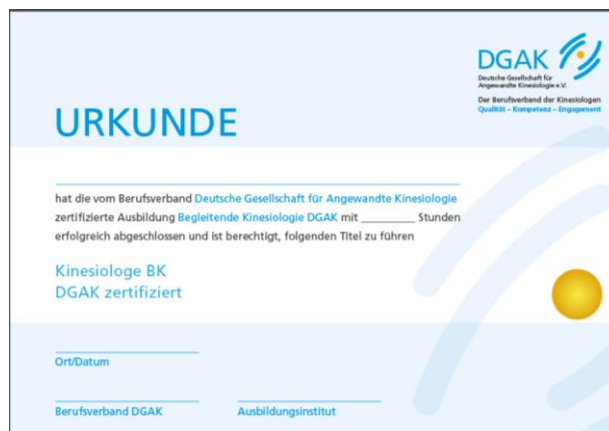 DGAK
Deutsche Gesellschaft für
Angewandte Kinesiologie e.V.
Der Berufsverband der Kinesiologen
Qualität – Kompetenz – Engagement
URKUNDE
hat die vom Berufsverband Deutsche Gesellschaft für Angewandte Kinesiologie
zertifizierte Ausbildung Begleitende Kinesiologie DGAK mit _________ Stunden
erfolgreich abgeschlossen und ist berechtigt, folgenden Titel zu führen
Kinesiologe BK
DGAK zertifiziert
Ort/Datum
Berufsverband DGAK Ausbildungsinstitut